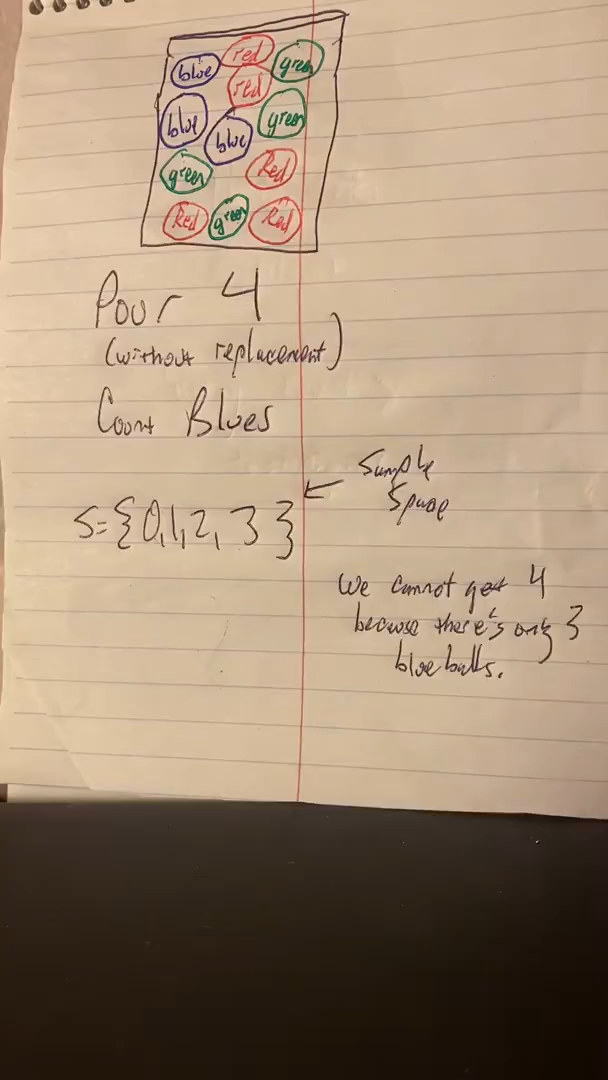 red
blue
green
red
blue
green
blue
green
Red
Red
green
Red
Pour 4
(without replacement)
Count Blues
Sample
Space
S={0,1,2, 3}
we cannot get 4
because there's only 3
blue balls.